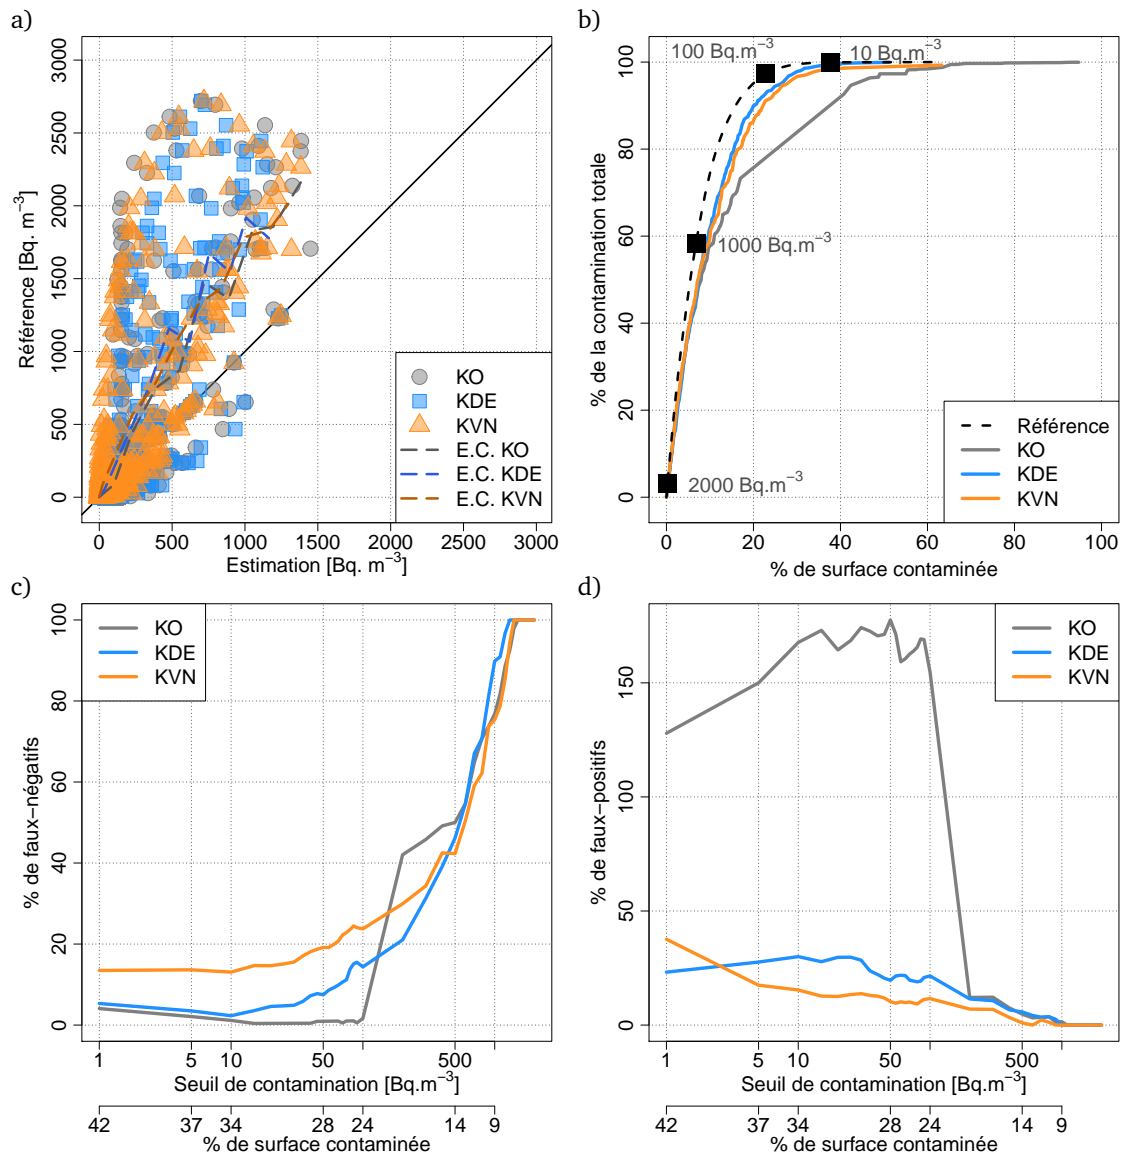 a)
Référence [Bq. m−3]
0
500
1000
1500
2000
2500
3000
KO
KDE
KVN
E.C. KO
E.C. KDE
E.C. KVN
0
500
1000
1500
2000
2500
3000
Estimation [Bq. m−3]
b)
% de la contamination totale
0
20
40
60
80
100
100 Bq.m−3
10 Bq.m−3
1000 Bq.m−3
2000 Bq.m−3
Référence
KO
KDE
KVN
0
20
40
60
80
100
% de surface contaminée
c)
% de faux−négatifs
0
20
40
60
80
100
KO
KDE
KVN
1
5
10
50
500
Seuil de contamination [Bq.m−3]
42
37
34
28
24
14
9
% de surface contaminée
d)
% de faux−positifs
0
50
100
150
KO
KDE
KVN
1
5
10
50
500
Seuil de contamination [Bq.m−3]
42
37
34
28
24
14
9
% de surface contaminée